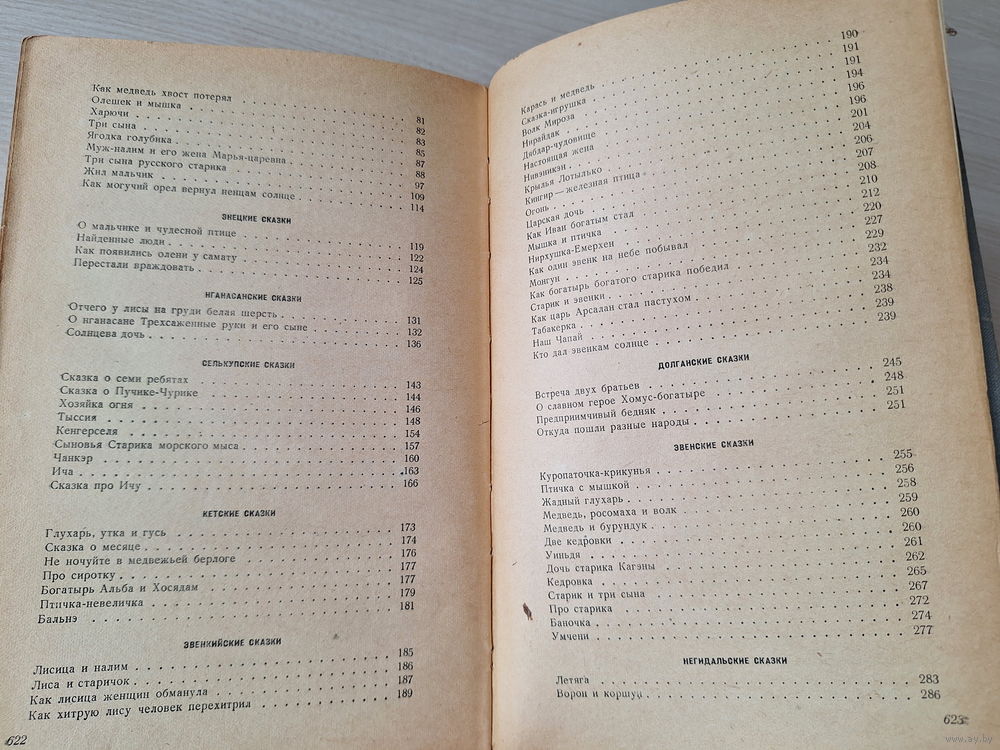 Как медведь хвост потерял . . . 81
Олешек и мышка . . . 82
Харючи . . . 83
Три сына . . . 85
Ягодка голубика . . . 87
Муж-налим и его жена Марья-царевна . . . 88
Три сына русского старика . . . 97
Жил мальчик . . . 109
Как могучий орел вернул ненцам солнце . . . 114
ЭНЕЦКИЕ СКАЗКИ
О мальчике и чудесной птице . . . 119
Найденные люди . . . 122
Как появились олени у самату . . . 124
Перестали враждовать . . . 125
НГАНАСАНСКИЕ СКАЗКИ
Отчего у лисы на груди белая шерсть . . . 131
О нганасане Трехсаженные руки и его сыне . . . 132
Солнцева дочь . . . 136
СЕЛЬКУПСКИЕ СКАЗКИ
Сказка о семи ребятах . . . 143
Сказка о Пучике-Чурике . . . 144
Хозяйка огня . . . 146
Тыссия . . . 148
Кенгерселя . . . 154
Сыновья Старика морского мыса . . . 157
Чанкэр . . . 160
Ича . . . 163
Сказка про Ичу . . . 166
КЕТСКИЕ СКАЗКИ
Глухарь, утка и гусь . . . 173
Сказка о месяце . . . 174
Не ночуйте в медвежьей берлоге . . . 176
Про сиротку . . . 177
Богатырь Альба и Хосядам . . . 177
Птичка-невеличка . . . 179
Бальнэ . . . 181
ЭВЕНКИЙСКИЕ СКАЗКИ
Лисица и налим . . . 185
Лиса и старичок . . . 186
Как лисица женщин обманула . . . 187
Как хитрую лису человек перехитрил . . . 189
622
Карась и медведь . . . 190
Сказка-игрушка . . . 191
Волк Мироза . . . 191
Нирайдак . . . 194
Дябдар-чудовище . . . 196
Настоящая жена . . . 196
Нивэникэн . . . 201
Крылья Лотылько . . . 204
Кингир — железная птица . . . 206
Огонь . . . 207
Царская дочь . . . 208
Как Иван богатым стал . . . 210
Мышка и птичка . . . 212
Нирхушка-Емерхен . . . 220
Как один эвенк на небе побывал . . . 227
Монгун . . . 229
Как богатырь богатого старика победил . . . 232
Старик и эвенки . . . 234
Как царь Арсалан стал пастухом . . . 234
Табакерка . . . 238
Наш Чапай . . . 239
Кто дал эвенкам солнце . . . 239
ДОЛГАНСКИЕ СКАЗКИ
Встреча двух братьев . . . 245
О славном герое Хомус-богатыре . . . 248
Предприимчивый бедняк . . . 251
Откуда пошли разные народы . . . 251
ЭВЕНСКИЕ СКАЗКИ
Куропаточка-крикунья . . . 255
Птичка с мышкой . . . 256
Жадный глухарь . . . 258
Медведь, росомаха и волк . . . 259
Медведь и бурундук . . . 260
Две кедровки . . . 260
Уиндя . . . 261
Дочь старика Кагэны . . . 262
Кедровка . . . 265
Старик и три сына . . . 267
Про старика . . . 272
Баночка . . . 274
Умчени . . . 277
НЕГИДАЛЬСКИЕ СКАЗКИ
Летяга . . . 283
Ворон и коршун . . . 286
623
www.ay.by